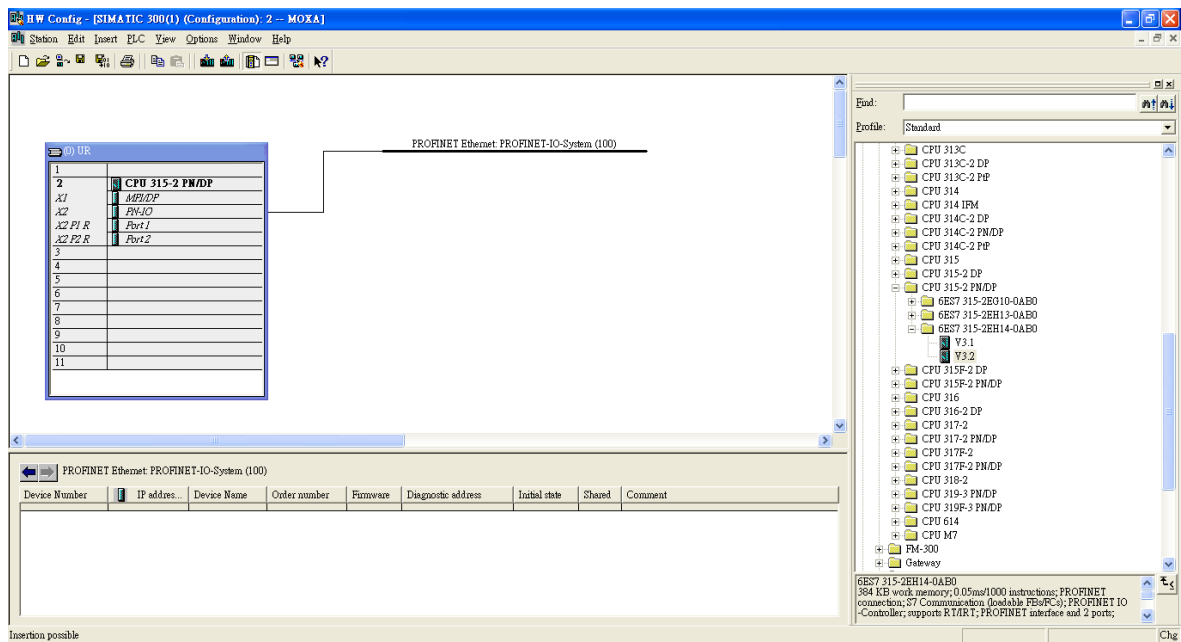 HW Config - [SIMATIC 300(1) (Configuration): 2 -- MOXA]
Station Edit Insert PLC View Options Window Help
PROFINET Ethernet: PROFINET-IO-System (100)
(0) UR
1
2 CPU 315-2 PN/DP
X1 MPI/DP
X2 PN-IO
X2 P1 R Port 1
X2 P2 R Port 2
3
4
5
6
7
8
9
10
11
PROFINET Ethernet: PROFINET-IO-System (100)
Device Number IP addres... Device Name Order number Firmware Diagnostic address Initial state Shared Comment
Find:
Profile: Standard
CPU 313C
CPU 313C-2 DP
CPU 313C-2 PtP
CPU 314
CPU 314 IFM
CPU 314C-2 DP
CPU 314C-2 PN/DP
CPU 314C-2 PtP
CPU 315
CPU 315-2 DP
CPU 315-2 PN/DP
6ES7 315-2EG10-0AB0
6ES7 315-2EH13-0AB0
6ES7 315-2EH14-0AB0
V3.1
V3.2
CPU 315F-2 DP
CPU 315F-2 PN/DP
CPU 316
CPU 316-2 DP
CPU 317-2
CPU 317-2 PN/DP
CPU 317F-2
CPU 317F-2 PN/DP
CPU 318-2
CPU 319-3 PN/DP
CPU 319F-3 PN/DP
CPU 614
CPU M7
FM-300
Gateway
6ES7 315-2EH14-0AB0
384 KB work memory; 0.05ms/1000 instructions; PROFINET
connection; S7 Communication (loadable FBs/FCs); PROFINET IO
-Controller; supports RT/IRT; PROFINET interface and 2 ports;
Insertion possible
Chg